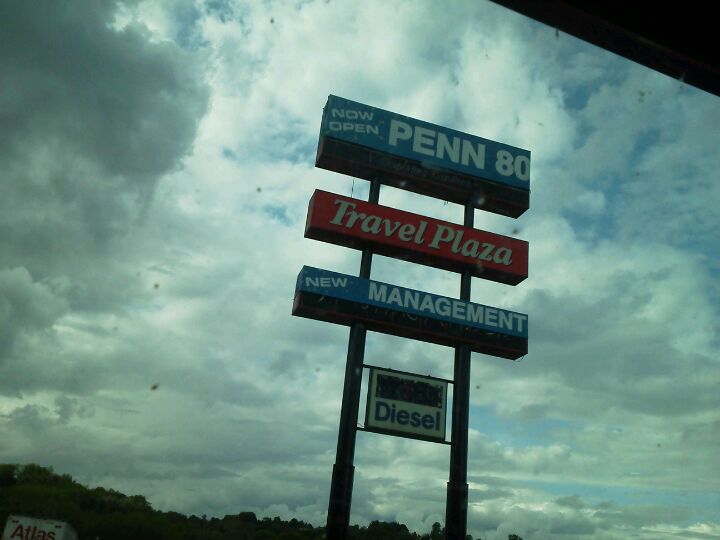 NOW
OPEN
PENN 80
Travel Plaza
NEW MANAGEMENT
Diesel
Atlas